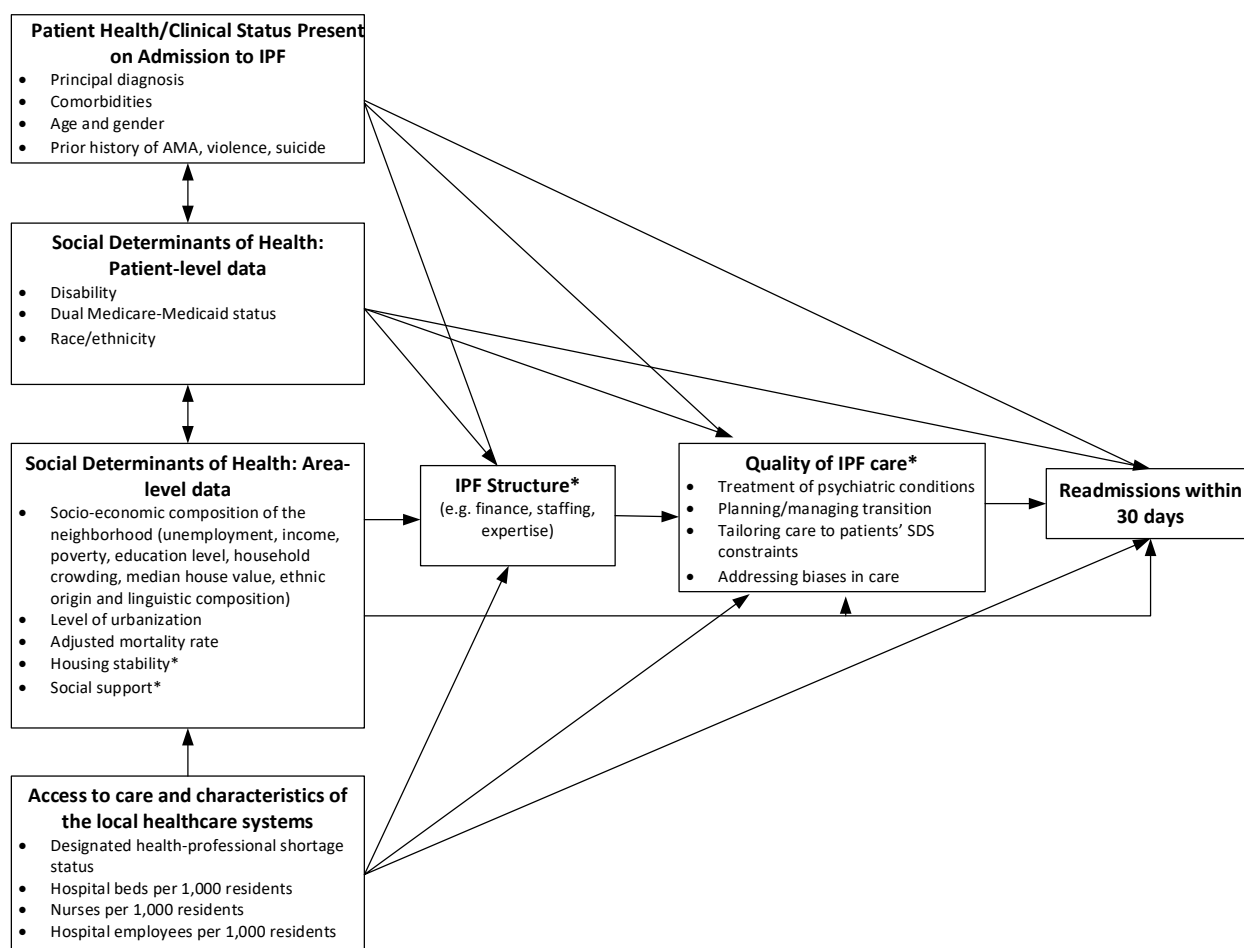 Patient Health/Clinical Status Present
on Admission to IPF
• Principal diagnosis
• Comorbidities
• Age and gender
• Prior history of AMA, violence, suicide
Social Determinants of Health:
Patient-level data
• Disability
• Dual Medicare-Medicaid status
• Race/ethnicity
Social Determinants of Health: Area-
level data
• Socio-economic composition of the
neighborhood (unemployment, income,
poverty, education level, household
crowding, median house value, ethnic
origin and linguistic composition)
• Level of urbanization
• Adjusted mortality rate
• Housing stability*
• Social support*
Access to care and characteristics of
the local healthcare systems
• Designated health-professional shortage
status
• Hospital beds per 1,000 residents
• Nurses per 1,000 residents
• Hospital employees per 1,000 residents
IPF Structure*
(e.g. finance, staffing,
expertise)
Quality of IPF care*
• Treatment of psychiatric conditions
• Planning/managing transition
• Tailoring care to patients’ SDS
constraints
• Addressing biases in care
Readmissions within
30 days